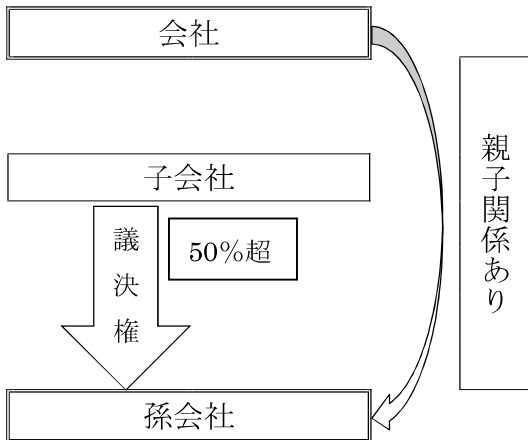 会社
子会社
議決権
50%超
孫会社
親子関係あり